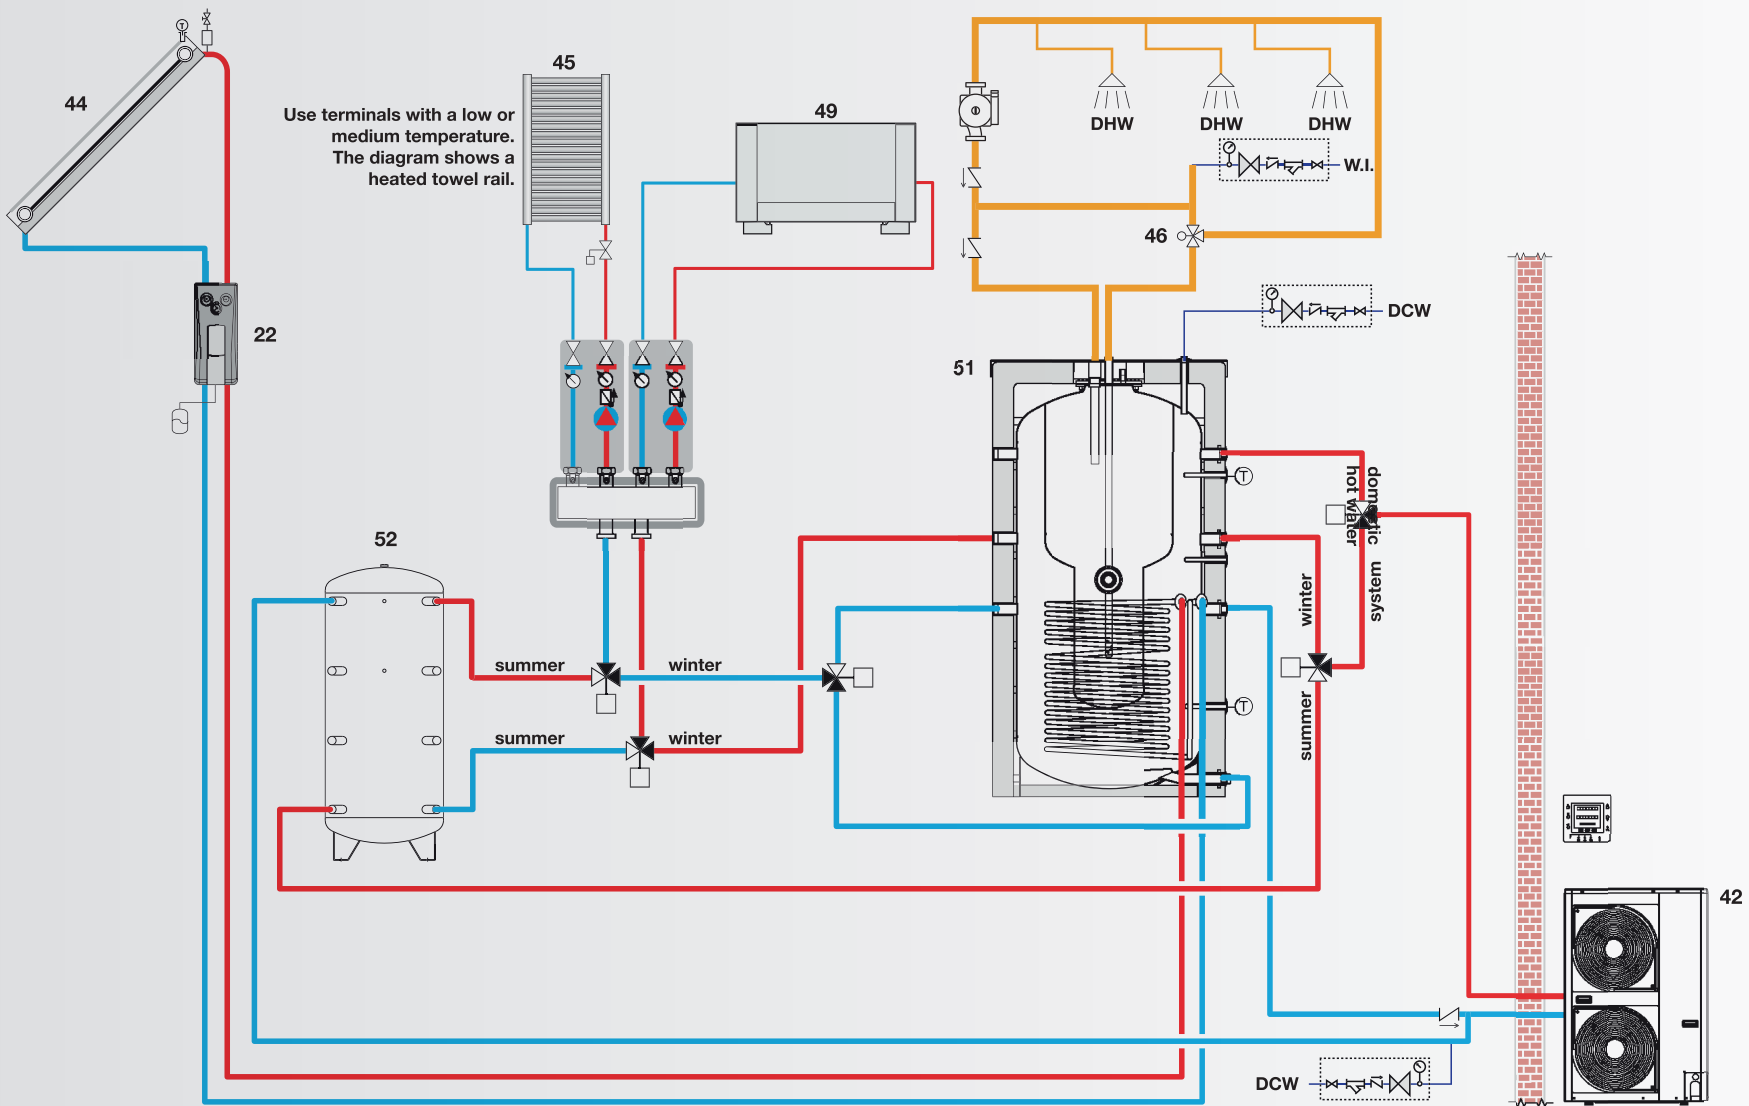 44
45
Use terminals with a low or
medium temperature.
The diagram shows a
heated towel rail.
49
DHW
DHW
DHW
W.I.
46
22
DCW
51
T
T
domestic
hot water
system
winter
summer
52
summer
winter
summer
winter
T
42
DCW